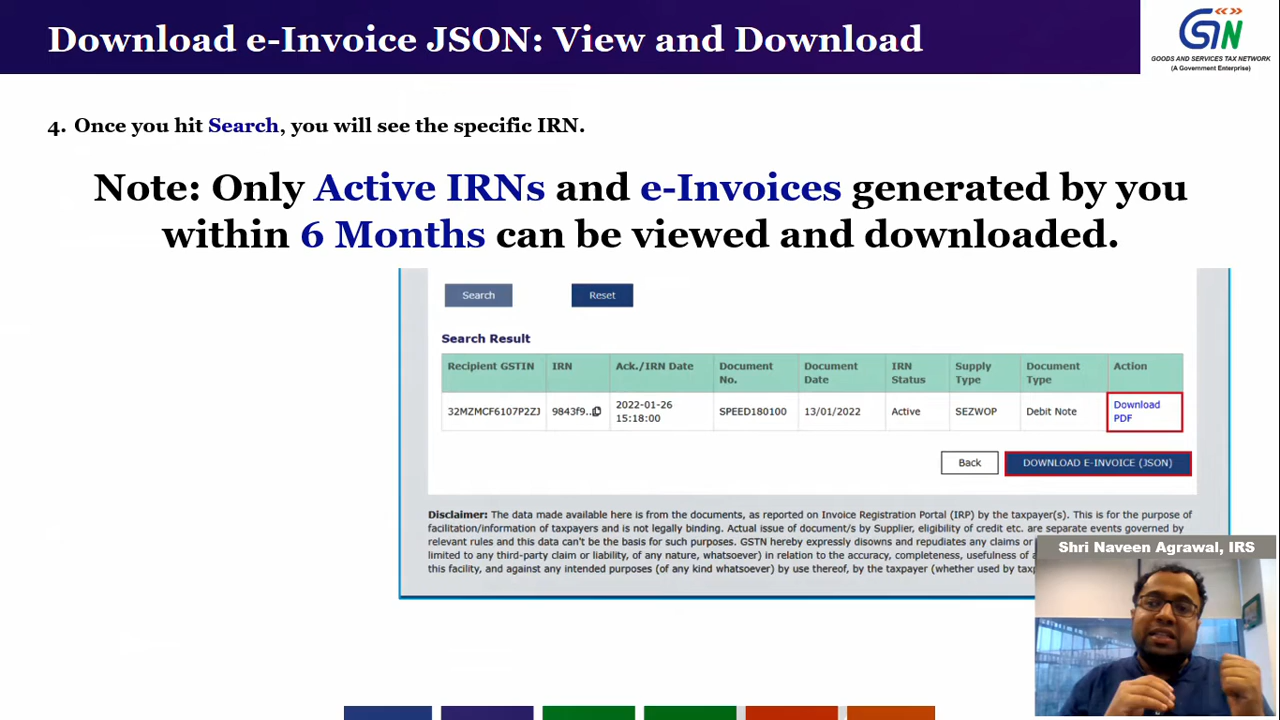 Download e-Invoice JSON: View and Download
GSTN
GOODS AND SERVICES TAX NETWORK
(A Government Enterprise)
4. Once you hit Search, you will see the specific IRN.
Note: Only Active IRNs and e-Invoices generated by you
within 6 Months can be viewed and downloaded.
Search Reset
Search Result
Recipient GSTIN IRN Ack./IRN Date Document No. Document Date IRN Status Supply Type Document Type Action
32MZMCF6107P2ZJ 9843f9.. 2022-01-26 15:18:00 SPEED180100 13/01/2022 Active SEZWOP Debit Note Download PDF
Back DOWNLOAD E-INVOICE (JSON)
Disclaimer: The data made available here is from the documents, as reported on Invoice Registration Portal (IRP) by the taxpayer(s). This is for the purpose of
facilitation/information of taxpayers and is not legally binding. Actual issue of document/s by Supplier, eligibility of credit etc. are separate events governed by
relevant rules and this data can't be the basis for such purposes. GSTN hereby expressly disowns and repudiates any claims or
limited to any third-party claim or liability, of any nature, whatsoever) in relation to the accuracy, completeness, usefulness of
this facility, and against any intended purposes (of any kind whatsoever) by use thereof, by the taxpayer (whether used by
Shri Naveen Agrawal, IRS